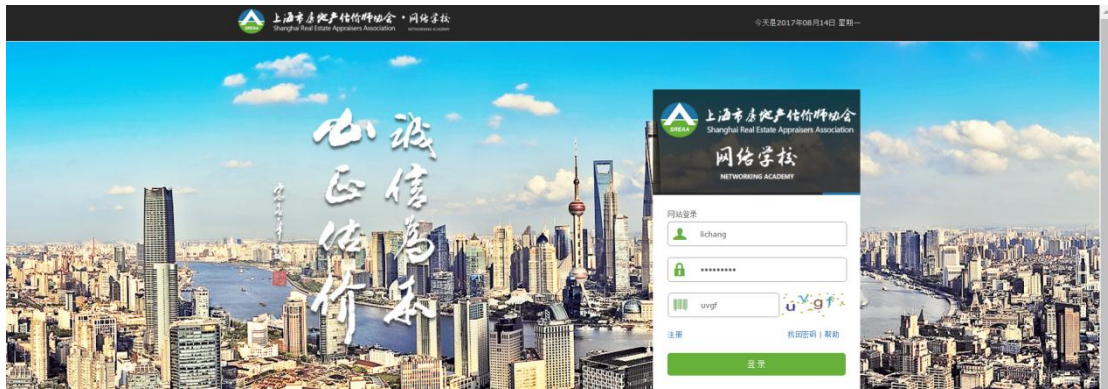 上海市房地产估价师协会·网络学校
Shanghai Real Estate Appraisers Association NETWORKING ACADEMY
今天是2017年08月14日 星期一
诚信為本
心正估价
SREAA
上海市房地产估价师协会
Shanghai Real Estate Appraisers Association
网络学校
NETWORKING ACADEMY
网站登录
lichang
•••••••••
uvgf
uvgf
注册
找回密码 | 帮助
登录